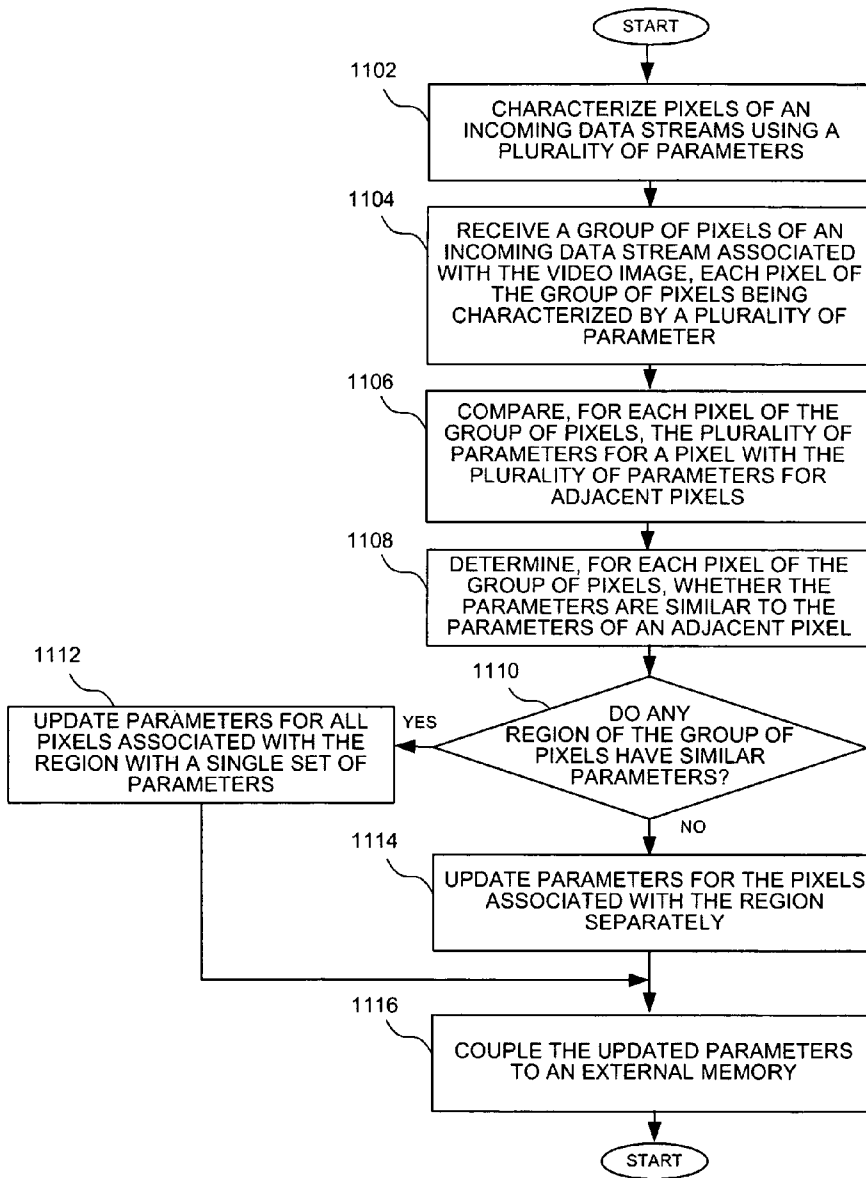 START
1102
CHARACTERIZE PIXELS OF AN
INCOMING DATA STREAMS USING A
PLURALITY OF PARAMETERS
1104
RECEIVE A GROUP OF PIXELS OF AN
INCOMING DATA STREAM ASSOCIATED
WITH THE VIDEO IMAGE, EACH PIXEL OF
THE GROUP OF PIXELS BEING
CHARACTERIZED BY A PLURALITY OF
PARAMETER
1106
COMPARE, FOR EACH PIXEL OF THE
GROUP OF PIXELS, THE PLURALITY OF
PARAMETERS FOR A PIXEL WITH THE
PLURALITY OF PARAMETERS FOR
ADJACENT PIXELS
1108
DETERMINE, FOR EACH PIXEL OF THE
GROUP OF PIXELS, WHETHER THE
PARAMETERS ARE SIMILAR TO THE
PARAMETERS OF AN ADJACENT PIXEL
1110
DO ANY
REGION OF THE GROUP OF
PIXELS HAVE SIMILAR
PARAMETERS?
YES
1112
UPDATE PARAMETERS FOR ALL
PIXELS ASSOCIATED WITH THE
REGION WITH A SINGLE SET OF
PARAMETERS
NO
1114
UPDATE PARAMETERS FOR THE PIXELS
ASSOCIATED WITH THE REGION
SEPARATELY
1116
COUPLE THE UPDATED PARAMETERS
TO AN EXTERNAL MEMORY
START